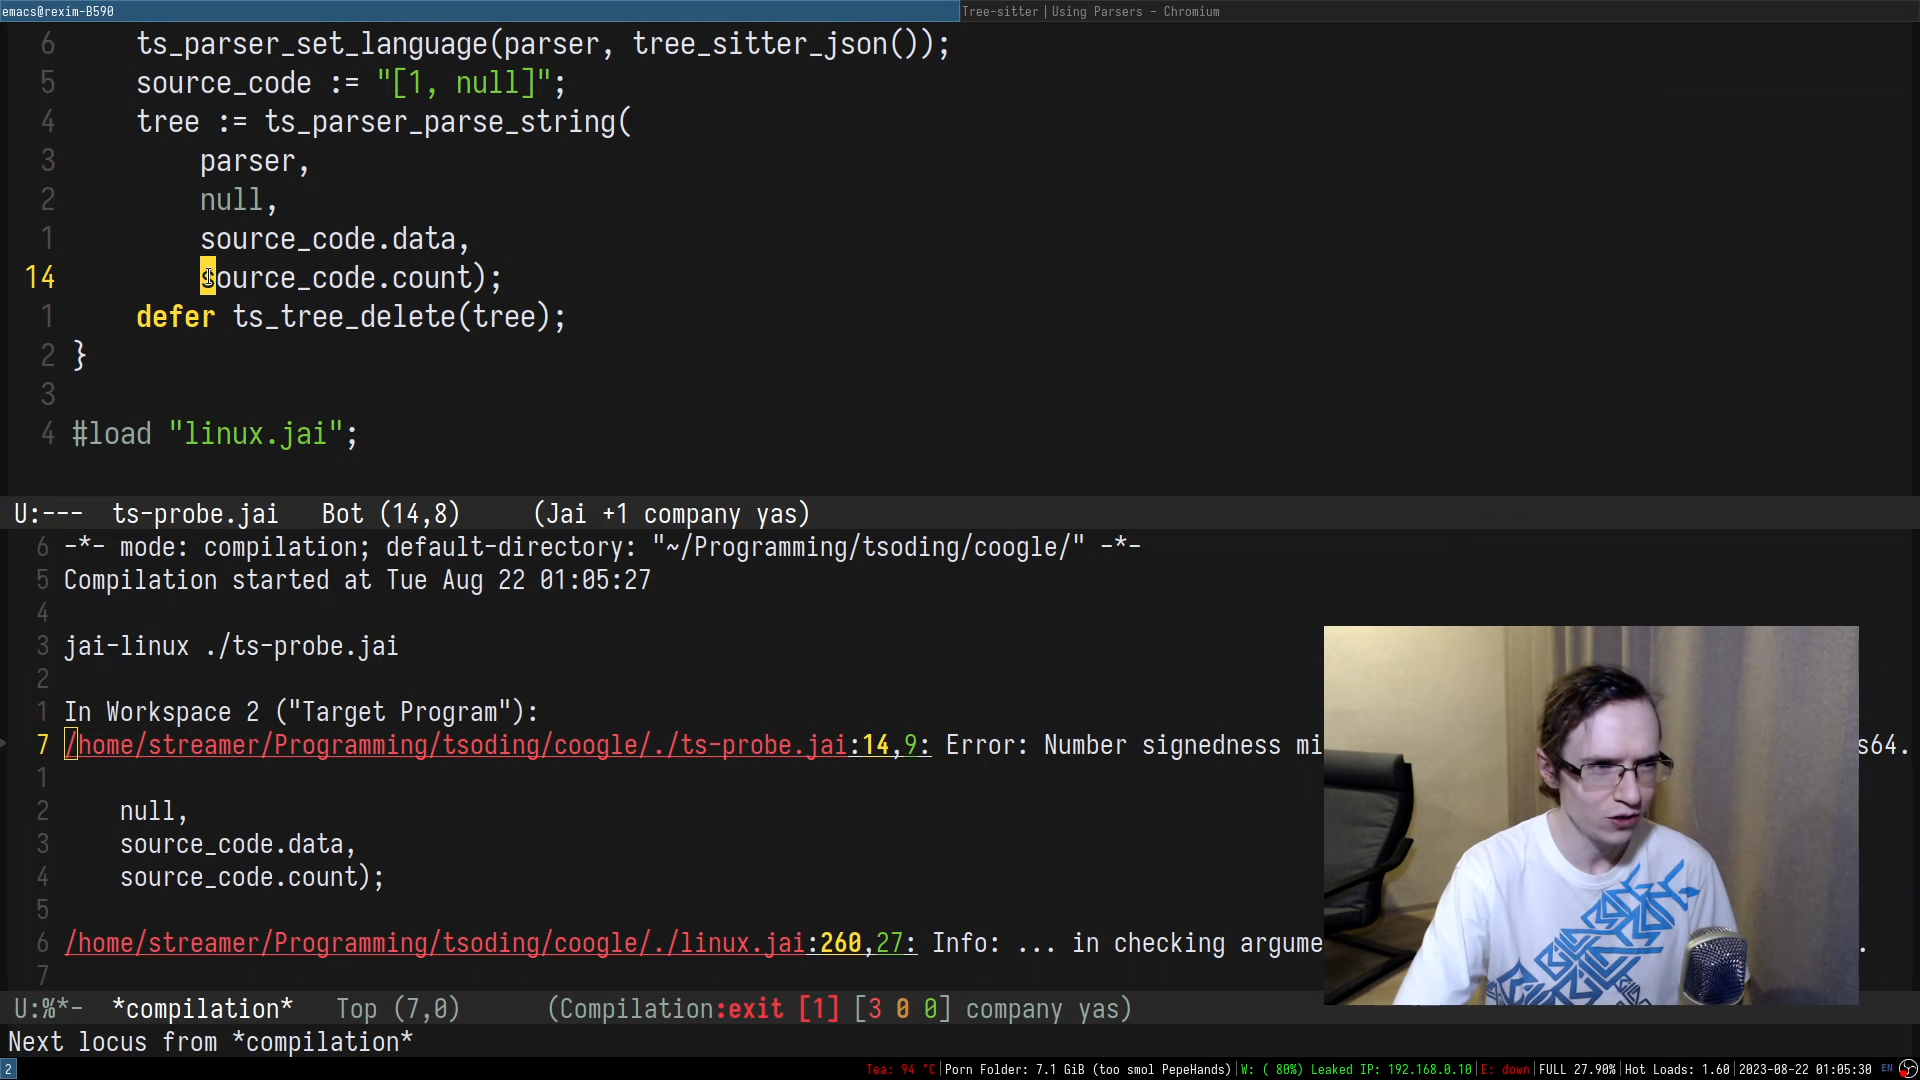 emacs@rexim-B590 Tree-sitter | Using Parsers - Chromium
6 ts_parser_set_language(parser, tree_sitter_json());
5 source_code := "[1, null]";
4 tree := ts_parser_parse_string(
3 parser,
2 null,
1 source_code.data,
14 source_code.count);
1 defer ts_tree_delete(tree);
2 }
3
4 #load "linux.jai";
U:--- ts-probe.jai Bot (14,8) (Jai +1 company yas)
6 -*- mode: compilation; default-directory: "~/Programming/tsoding/coogle/" -*-
5 Compilation started at Tue Aug 22 01:05:27
4
3 jai-linux ./ts-probe.jai
2
1 In Workspace 2 ("Target Program"):
7 /home/streamer/Programming/tsoding/coogle/./ts-probe.jai:14,9: Error: Number signedness mi s64.
1
2 null,
3 source_code.data,
4 source_code.count);
5
6 /home/streamer/Programming/tsoding/coogle/./linux.jai:260,27: Info: ... in checking argume .
7
U:%*- *compilation* Top (7,0) (Compilation:exit [1] [3 0 0] company yas)
Next locus from *compilation*
2 Tea: 94 °C|Porn Folder: 7.1 GiB (too smol PepeHands)|W: ( 80%) Leaked IP: 192.168.0.10|E: down|FULL 27.90%|Hot Loads: 1.60|2023-08-22 01:05:30 EN